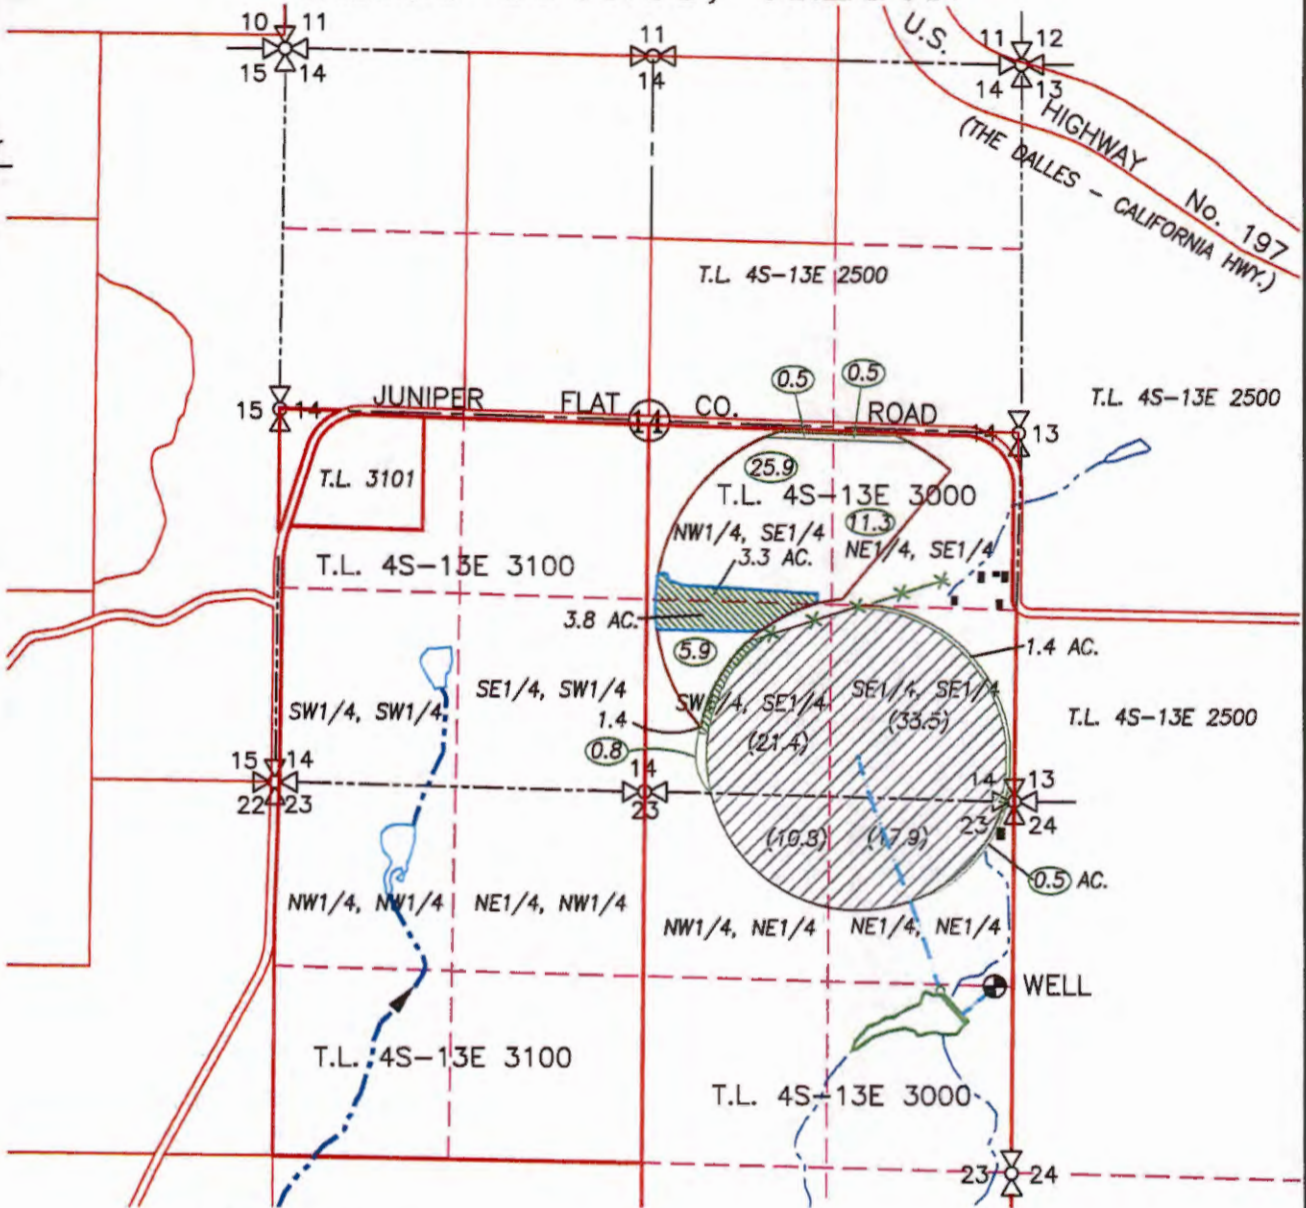 10 11
15 14
11
14
11 12
14 13
U.S. HIGHWAY No. 197
(THE DALLES - CALIFORNIA HWY.)
T.L. 4S-13E 2500
0.5 0.5
T.L. 4S-13E 2500
15 14
JUNIPER FLAT CO. ROAD
14
14 13
25.9
T.L. 3101
T.L. 4S-13E 3000
11.3
NW1/4, SE1/4
NE1/4, SE1/4
3.3 AC.
T.L. 4S-13E 3100
3.8 AC.
1.4 AC.
5.9
SE1/4, SW1/4
SE1/4, SE1/4
SW1/4, SW1/4
SW1/4, SE1/4
T.L. 4S-13E 2500
1.4
(33.5)
(21.4)
0.8
15 14
22 23
14
23
14 13
23 24
(10.3)
(17.9)
0.5 AC.
NW1/4, NW1/4
NE1/4, NW1/4
NW1/4, NE1/4
NE1/4, NE1/4
WELL
T.L. 4S-13E 3100
T.L. 4S-13E 3000
23 24